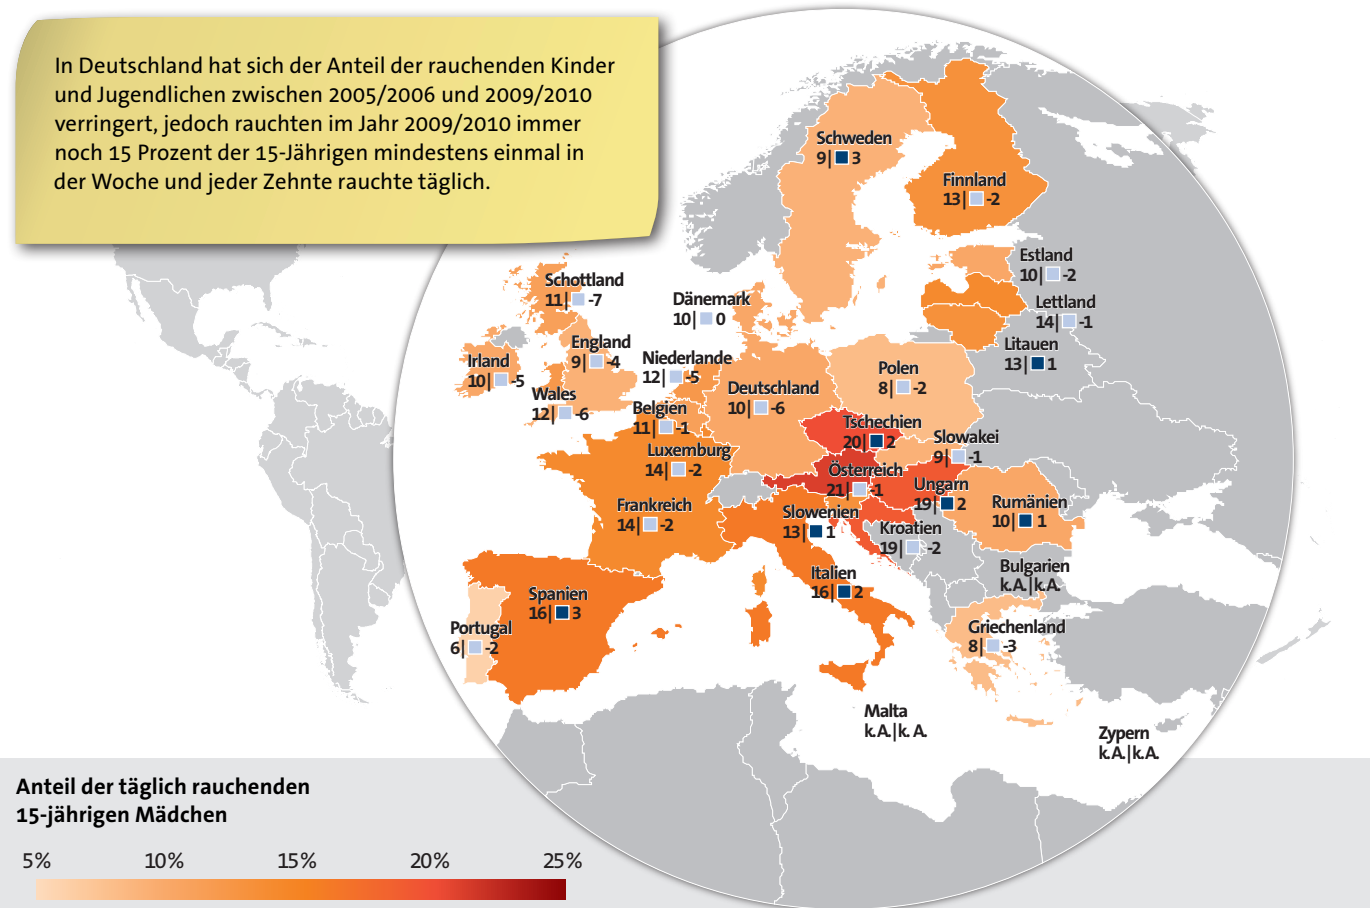 In Deutschland hat sich der Anteil der rauchenden Kinder
und Jugendlichen zwischen 2005/2006 und 2009/2010
verringert, jedoch rauchten im Jahr 2009/2010 immer
noch 15 Prozent der 15-Jährigen mindestens einmal in
der Woche und jeder Zehnte rauchte täglich.
Schweden
9| 3
Finnland
13| -2
Estland
10| -2
Schottland
11| -7
Dänemark
10| 0
Lettland
14| -1
Litauen
13| 1
England
9| -4
Irland
10| -5
Niederlande
12| -5
Wales
12| -6
Polen
8| -2
Deutschland
10| -6
Belgien
11| -1
Tschechien
20| 2
Slowakei
9| -1
Luxemburg
14| -2
Österreich
21| -1
Ungarn
19| 2
Frankreich
14| -2
Slowenien
13| 1
Rumänien
10| 1
Kroatien
19| -2
Italien
16| 2
Bulgarien
k.A.|k.A.
Spanien
16| 3
Portugal
6| -2
Griechenland
8| -3
Malta
k.A.|k. A.
Zypern
k.A.|k.A.
Anteil der täglich rauchenden
15-jährigen Mädchen
5% 10% 15% 20% 25%